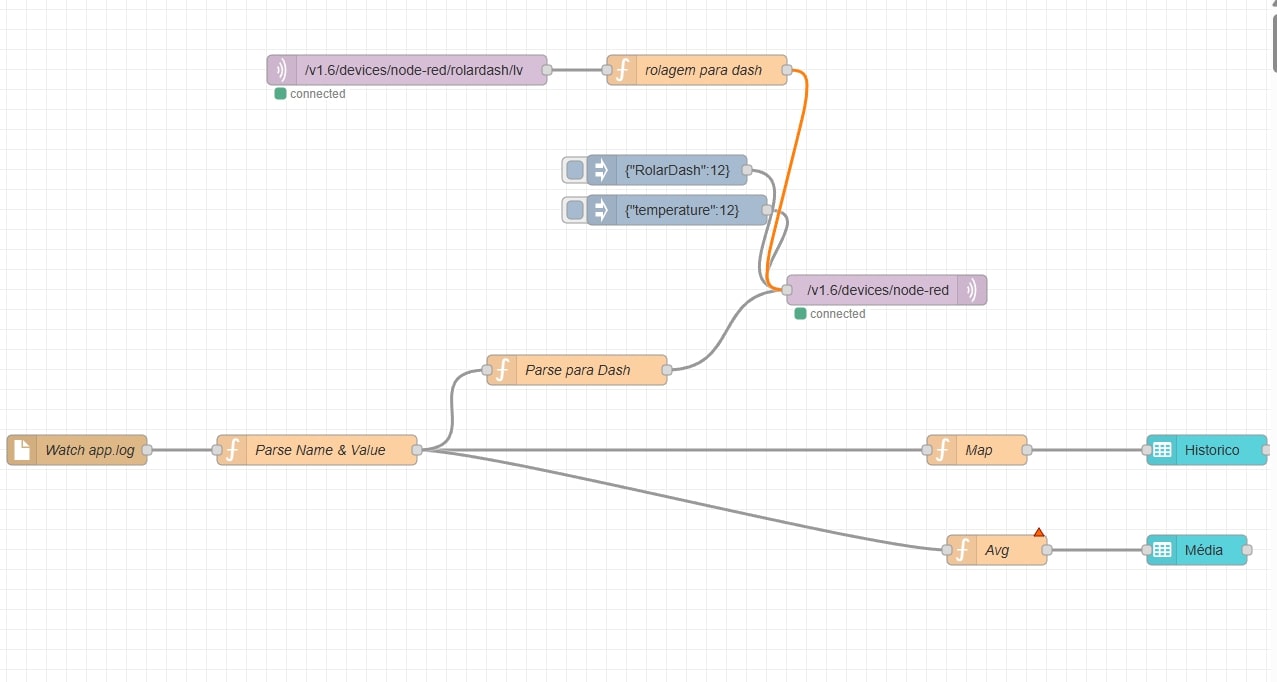 /v1.6/devices/node-red/rolardash/lv
rolagem para dash
connected
{"RolarDash":12}
{"temperature":12}
/v1.6/devices/node-red
connected
Parse para Dash
Watch app.log
Parse Name & Value
Map
Historico
Avg
Média